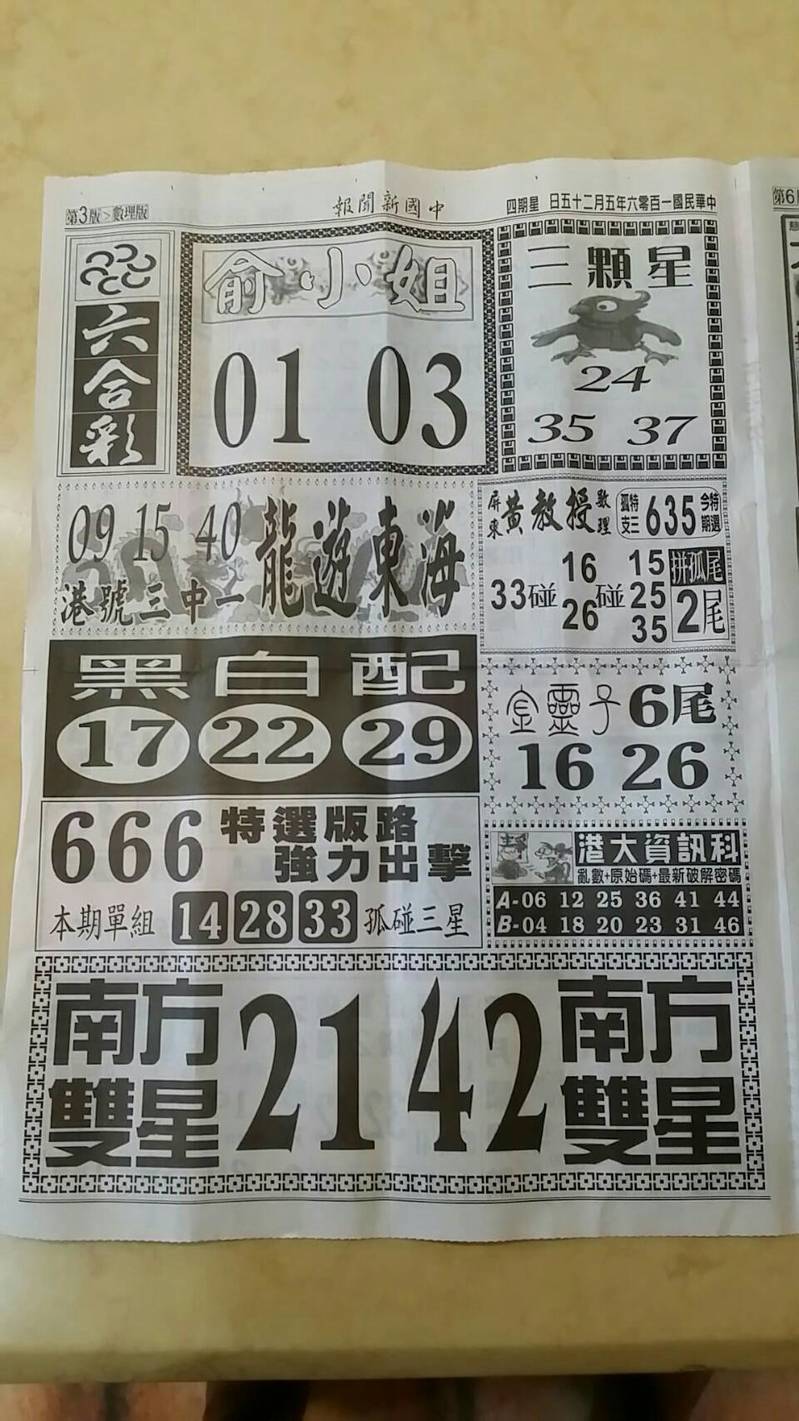 第3版>數理版
中國新聞報
中華民國一百零六年五月二十五日 星期四
第6
六合彩
俞小姐
01 03
三顆星
24
35 37
09 15 40
港號三中一
龍遊東海
屏東黃教授數理
孤支特三 635 今期特選
33碰 16 26 碰 15 25 35
拼孤尾
2尾
黑白配
17 22 29
6尾
16 26
666 特選版路
強力出擊
本期單組 14 28 33 孤碰三星
港大資訊科
亂數+原始碼+最新破解密碼
A-06 12 25 36 41 44
B-04 18 20 23 31 46
南方雙星
21 42
南方雙星